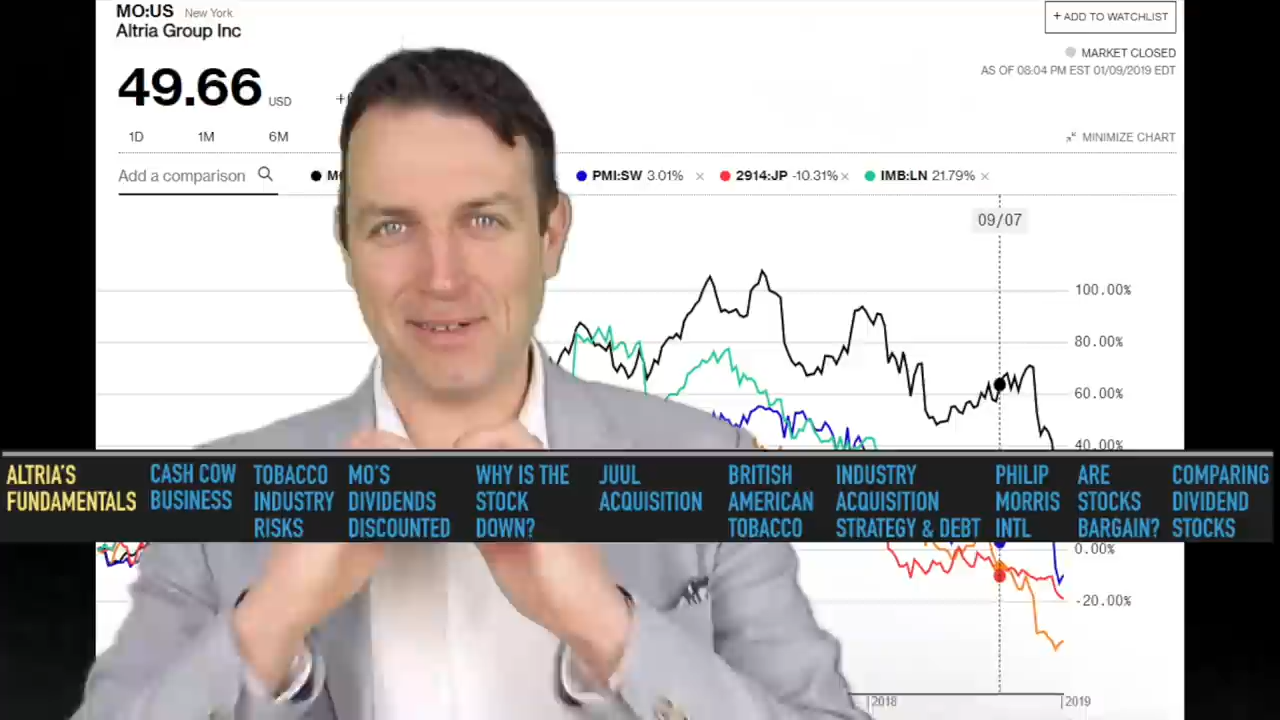 MO:US New York
Altria Group Inc
49.66 USD
+ ADD TO WATCHLIST
MARKET CLOSED
AS OF 08:04 PM EST 01/09/2019 EDT
1D 1M 6M
MINIMIZE CHART
Add a comparison
PMI:SW 3.01% ×
2914:JP -10.31% ×
IMB:LN 21.79% ×
09/07
100.00%
80.00%
60.00%
40.00%
ALTRIA'S
FUNDAMENTALS
CASH COW
BUSINESS
TOBACCO
INDUSTRY
RISKS
MO'S
DIVIDENDS
DISCOUNTED
WHY IS THE
STOCK
DOWN?
JUUL
ACQUISITION
BRITISH
AMERICAN
TOBACCO
INDUSTRY
ACQUISITION
STRATEGY & DEBT
PHILIP
MORRIS
INTL
ARE
STOCKS
BARGAIN?
COMPARING
DIVIDEND
STOCKS
0.00%
-20.00%
2018
2019